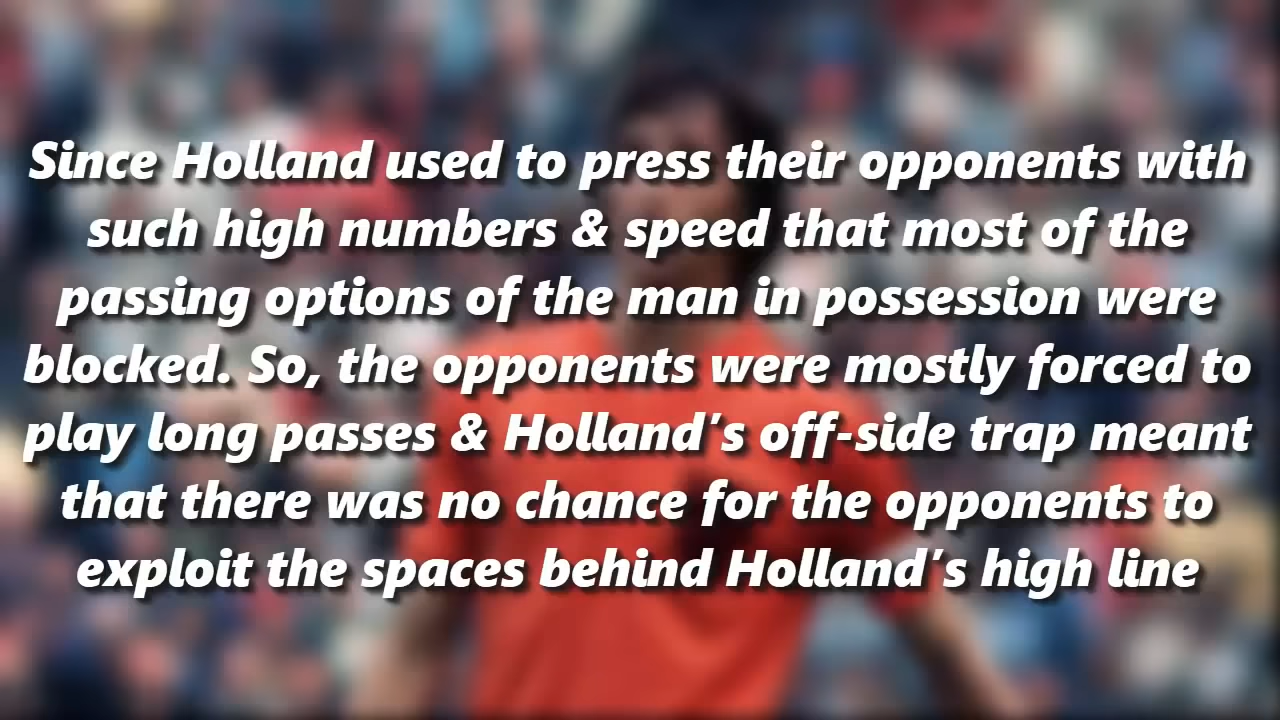 Since Holland used to press their opponents with
such high numbers & speed that most of the
passing options of the man in possession were
blocked. So, the opponents were mostly forced to
play long passes & Holland's off-side trap meant
that there was no chance for the opponents to
exploit the spaces behind Holland's high line